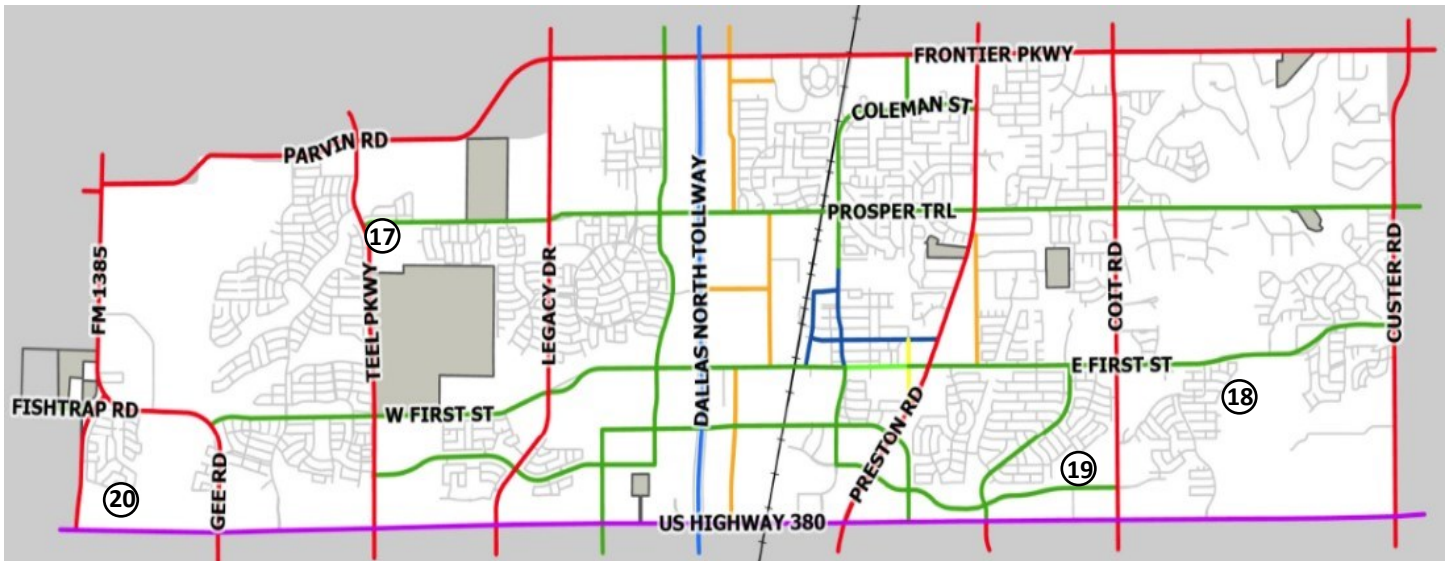 FRONTIER PKWY
COLEMAN ST
PARVIN RD
PROSPER TRL
17
FM 1385
TEEL PKWY
LEGACY DR
DALLAS NORTH TOLLWAY
COIT RD
CUSTER RD
E FIRST ST
FISHTRAP RD
W FIRST ST
18
PRESTON RD
19
20
GEE RD
US HIGHWAY 380